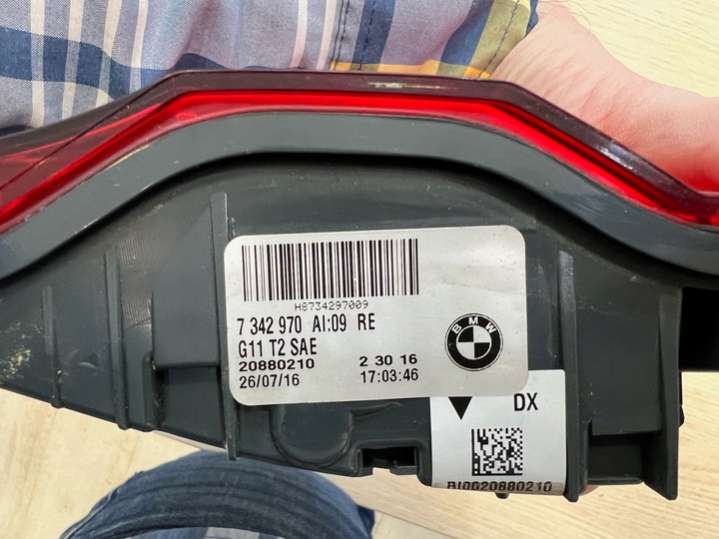 H8734297009
7 342 970 AI:09 RE
G11 T2 SAE
20880210 2 30 16
26/07/16 17:03:46
BMW
DX
BI0020880210